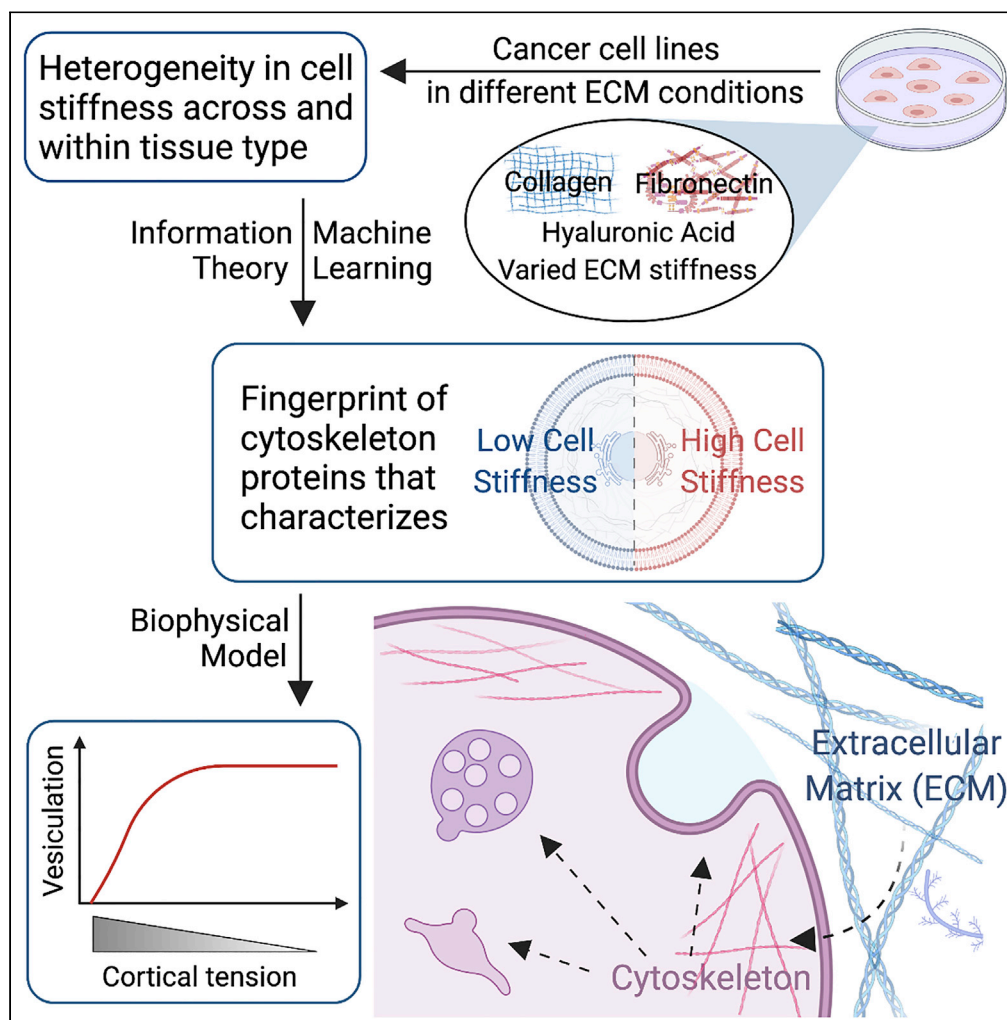 Heterogeneity in cell
stiffness across and
within tissue type
Cancer cell lines
in different ECM conditions
Collagen
Fibronectin
Hyaluronic Acid
Varied ECM stiffness
Information
Theory
Machine
Learning
Fingerprint of
cytoskeleton
proteins that
characterizes
Low Cell
Stiffness
High Cell
Stiffness
Biophysical
Model
Vesiculation
Cortical tension
Extracellular
Matrix (ECM)
Cytoskeleton